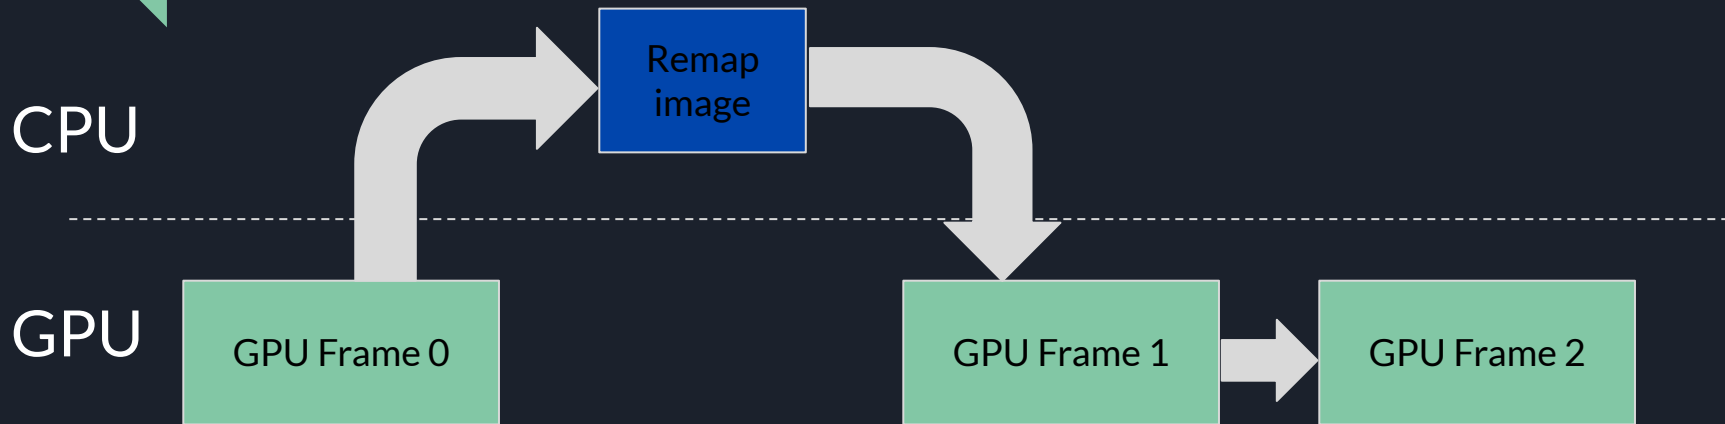 Remap
image
CPU
GPU
GPU Frame 0
GPU Frame 1
GPU Frame 2